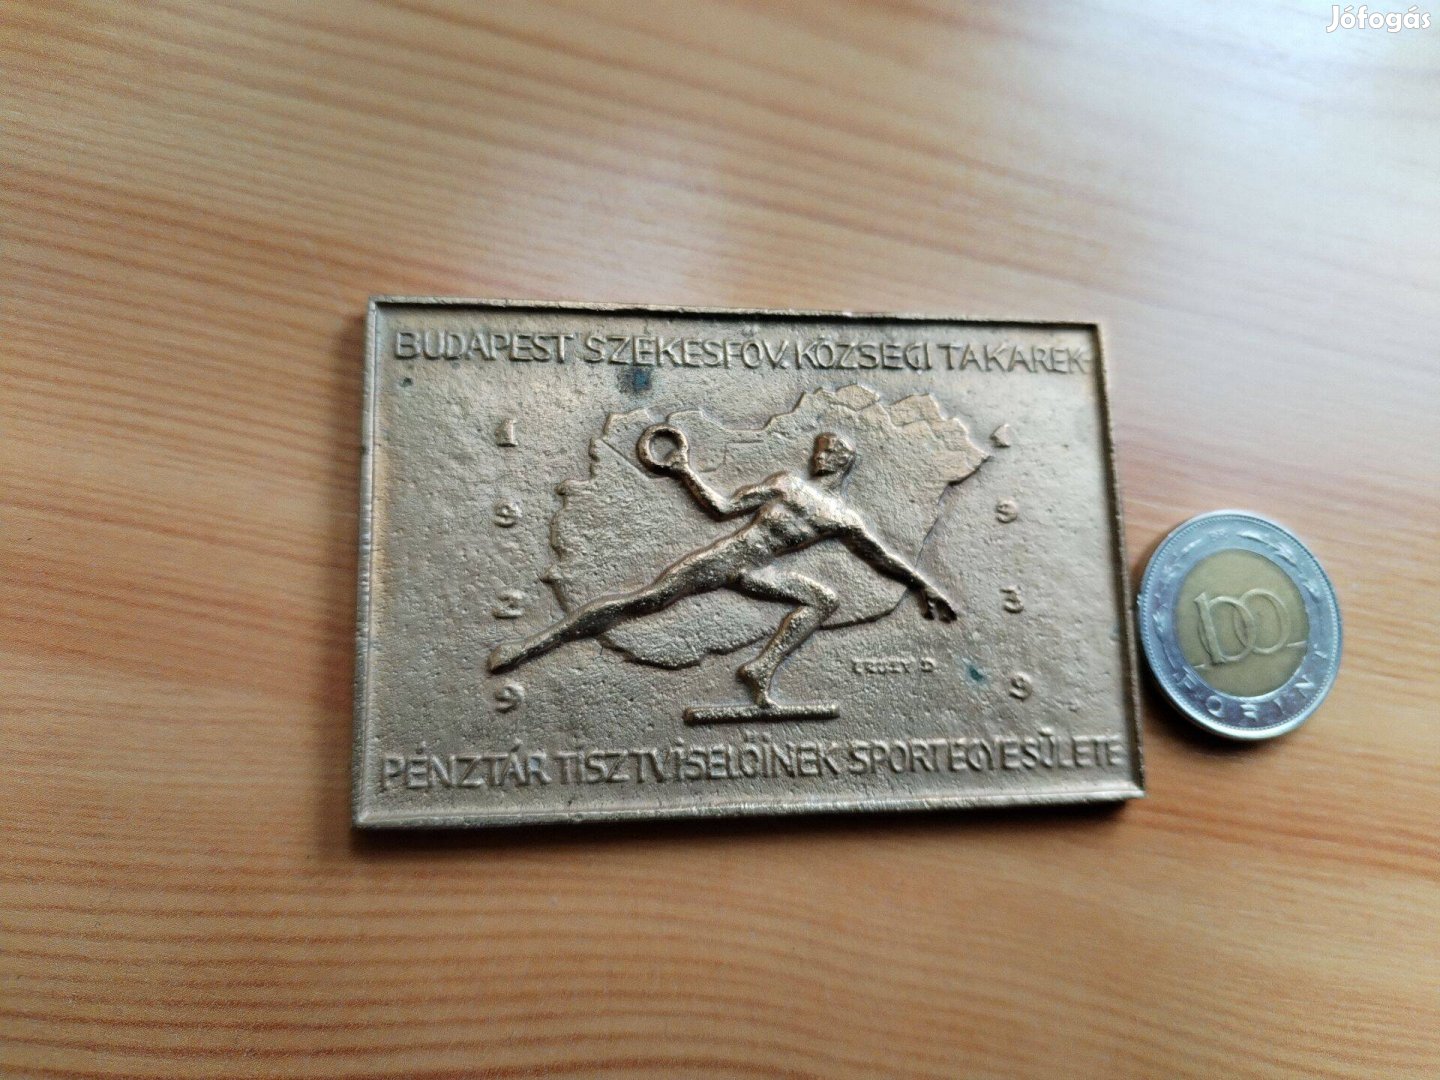 Jófogás
BUDAPEST SZÉKESFŐV. KÖZSÉGI TAKARÉK-
1 1
9 9
2 3
9 9
D
PÉNZTÁR TISZTVISELŐINEK SPORTEGYESÜLETE
100
FORINT